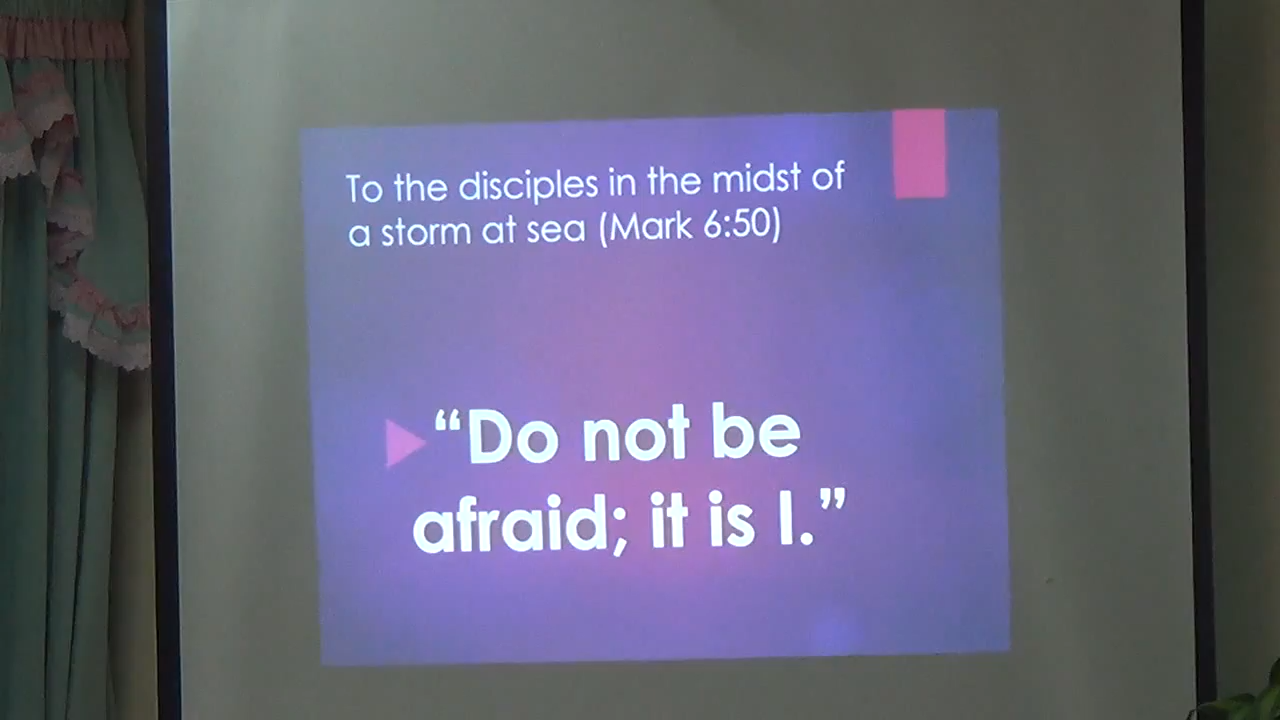 To the disciples in the midst of
a storm at sea (Mark 6:50)
“Do not be
afraid; it is I.”